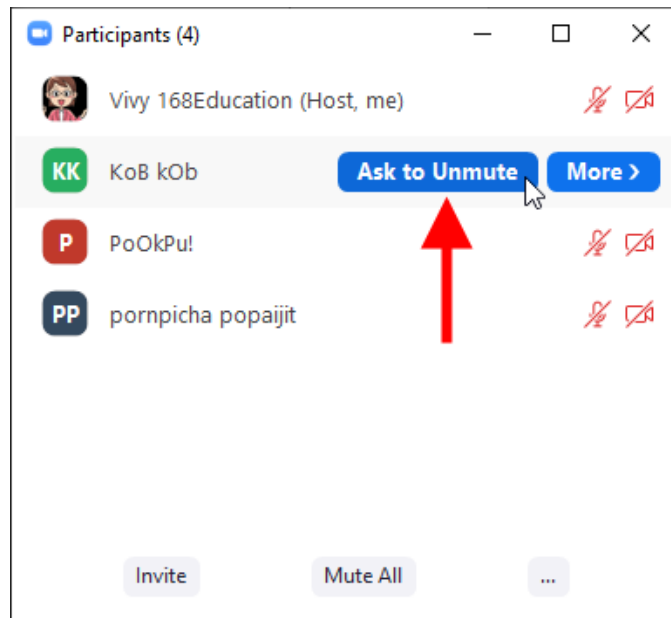 Participants (4)
Vivy 168Education (Host, me)
KK KoB kOb Ask to Unmute More >
P PoOkPu!
PP pornpicha popaijit
Invite Mute All ...